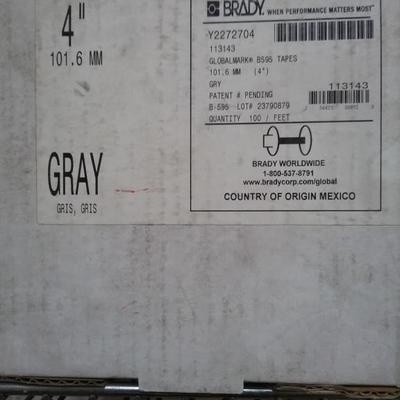 4"
101.6 MM
GRAY
GRIS, GRIS
BRADY. WHEN PERFORMANCE MATTERS MOST™
Y2272704
113143
GLOBALMARK® B595 TAPES
101.6 MM (4")
GRY
113143
PATENT # PENDING
B-595 LOT# 23790879
QUANTITY 100 / FEET
BRADY WORLDWIDE
1-800-537-8791
www.bradycorp.com/global
COUNTRY OF ORIGIN MEXICO